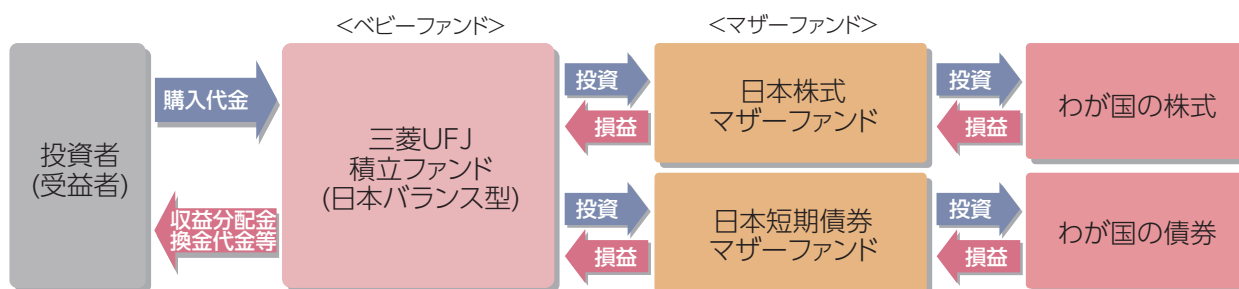 <ベビーファンド>
<マザーファンド>
投資者
(受益者)
購入代金
収益分配金
換金代金等
三菱UFJ
積立ファンド
(日本バランス型)
投資
損益
日本株式
マザーファンド
投資
損益
わが国の株式
投資
損益
日本短期債券
マザーファンド
投資
損益
わが国の債券